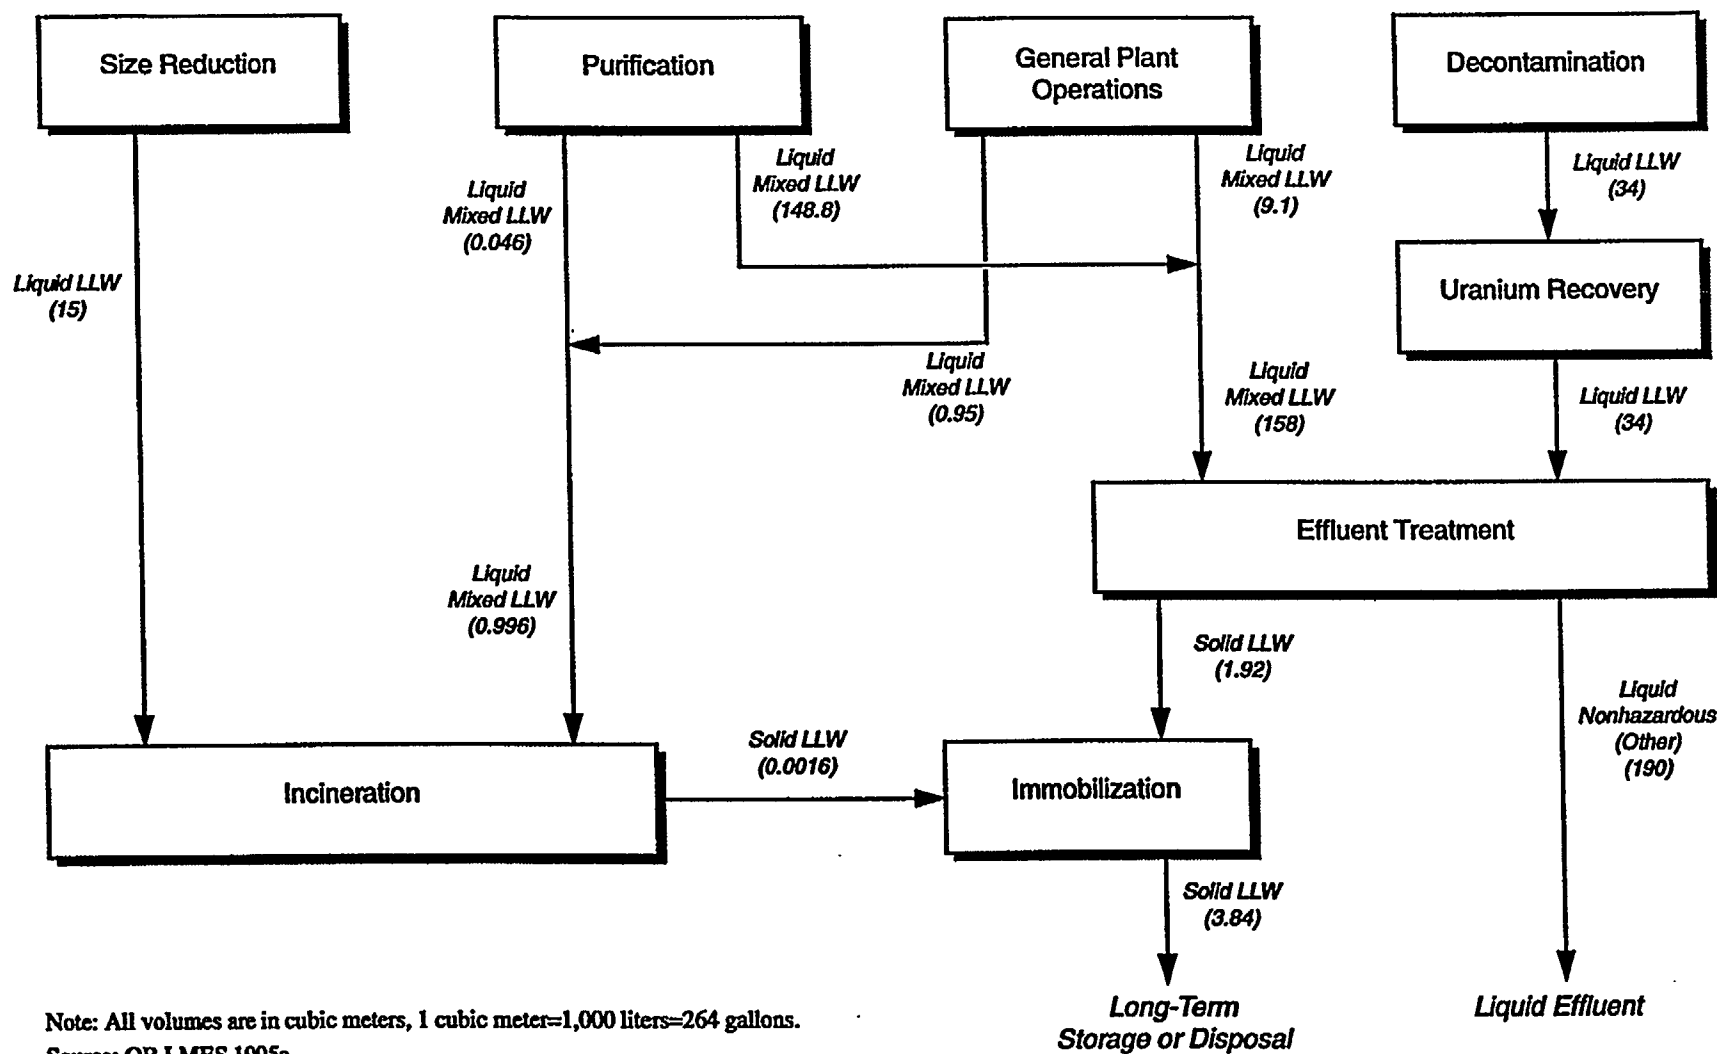 Size Reduction
Purification
General Plant
Operations
Decontamination
Liquid
Mixed LLW
(0.046)
Liquid
Mixed LLW
(148.8)
Liquid
Mixed LLW
(9.1)
Liquid LLW
(34)
Liquid LLW
(15)
Uranium Recovery
Liquid
Mixed LLW
(0.95)
Liquid
Mixed LLW
(158)
Liquid LLW
(34)
Effluent Treatment
Liquid
Mixed LLW
(0.996)
Solid LLW
(1.92)
Liquid
Nonhazardous
(Other)
(190)
Incineration
Solid LLW
(0.0016)
Immobilization
Solid LLW
(3.84)
Long-Term
Storage or Disposal
Liquid Effluent
Note: All volumes are in cubic meters, 1 cubic meter=1,000 liters=264 gallons.
Source: OR LMES 1995